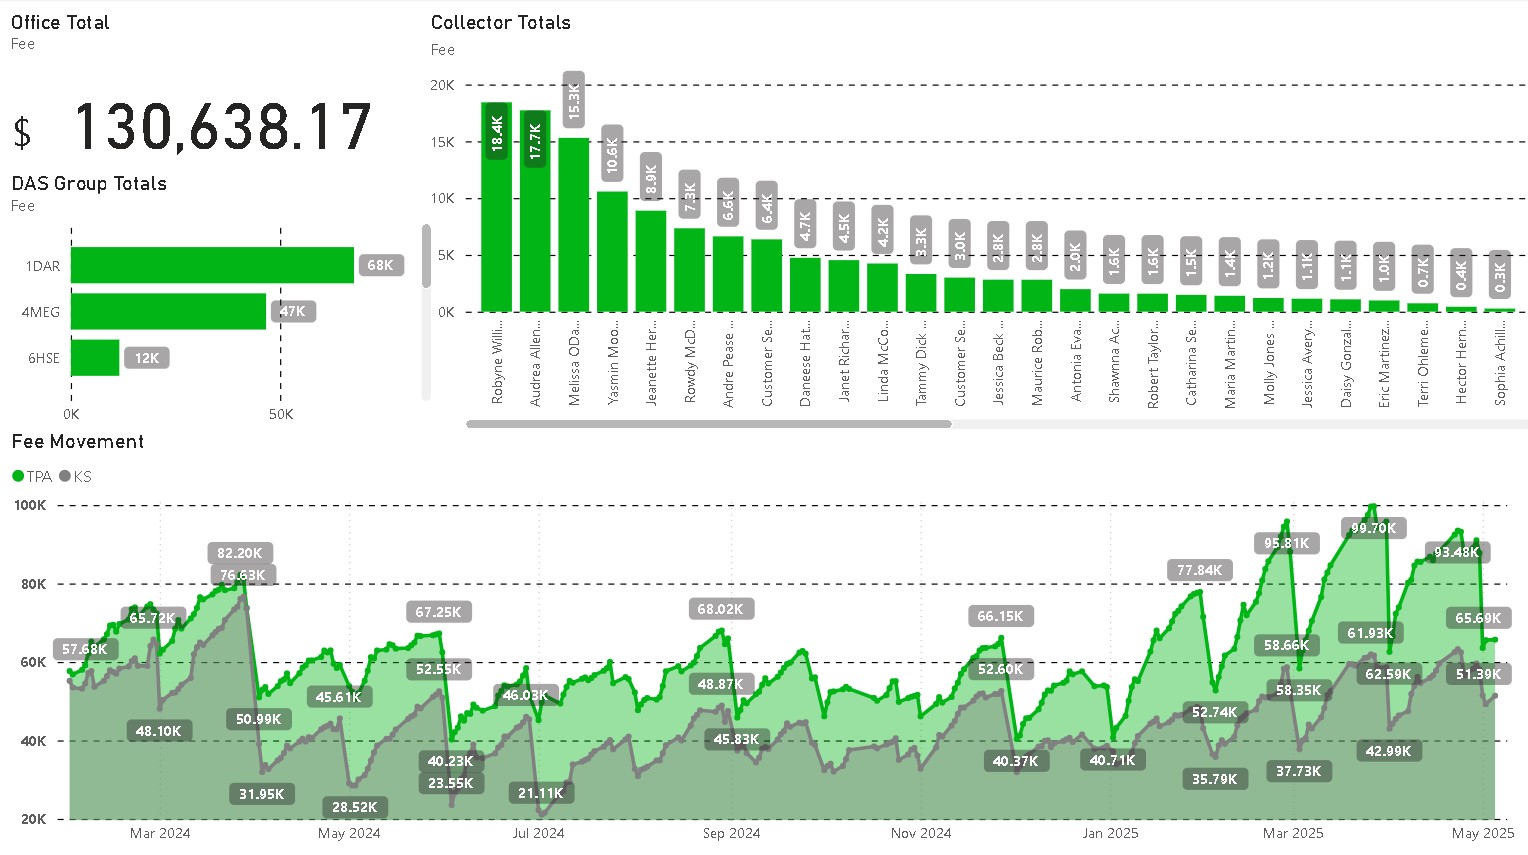 Office Total
Fee
$ 130,638.17
DAS Group Totals
Fee
1DAR 68K
4MEG 47K
6HSE 12K
0K 50K
Collector Totals
Fee
20K
15K
10K
5K
0K
18.4K 17.7K 15.3K 10.6K 8.9K 7.3K 6.6K 6.4K 4.7K 4.5K 4.2K 3.3K 3.0K 2.8K 2.8K 2.0K 1.6K 1.6K 1.5K 1.4K 1.2K 1.1K 1.1K 1.0K 0.7K 0.4K 0.3K
Robyne Willi...
Audrea Allen...
Melissa ODa...
Yasmin Moo...
Jeanette Her...
Rowdy McD...
Andre Pease ...
Customer Se...
Daneese Hat...
Janet Richar...
Linda McCo...
Tammy Dick ...
Customer Se...
Jessica Beck ...
Maurice Rob...
Antonia Eva...
Shawnna Ac...
Robert Taylor...
Catharina Se...
Maria Martin...
Molly Jones ...
Jessica Avery...
Daisy Gonzal...
Eric Martinez...
Terri Ohleme...
Hector Hern...
Sophia Achill...
Fee Movement
TPA KS
100K
80K
60K
40K
20K
57.68K
65.72K
48.10K
82.20K
76.63K
50.99K
31.95K
45.61K
28.52K
67.25K
52.55K
40.23K
23.55K
46.03K
21.11K
68.02K
48.87K
45.83K
66.15K
52.60K
40.37K
40.71K
77.84K
52.74K
35.79K
95.81K
58.66K
58.35K
37.73K
99.70K
61.93K
62.59K
42.99K
93.48K
65.69K
51.39K
Mar 2024 May 2024 Jul 2024 Sep 2024 Nov 2024 Jan 2025 Mar 2025 May 2025